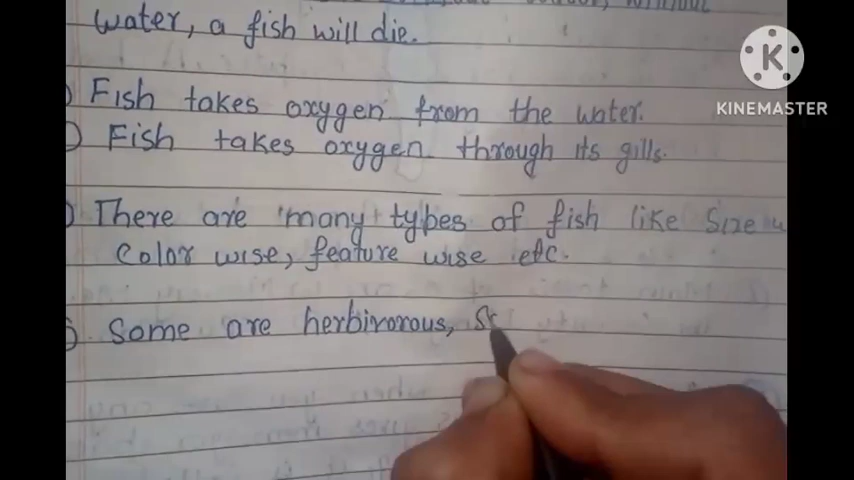 water, a fish will die.
Fish takes oxygen from the water.
Fish takes oxygen through its gills.
There are many types of fish like Size
Color wise, feature wise etc.
Some are herbivorous, So
KINEMASTER